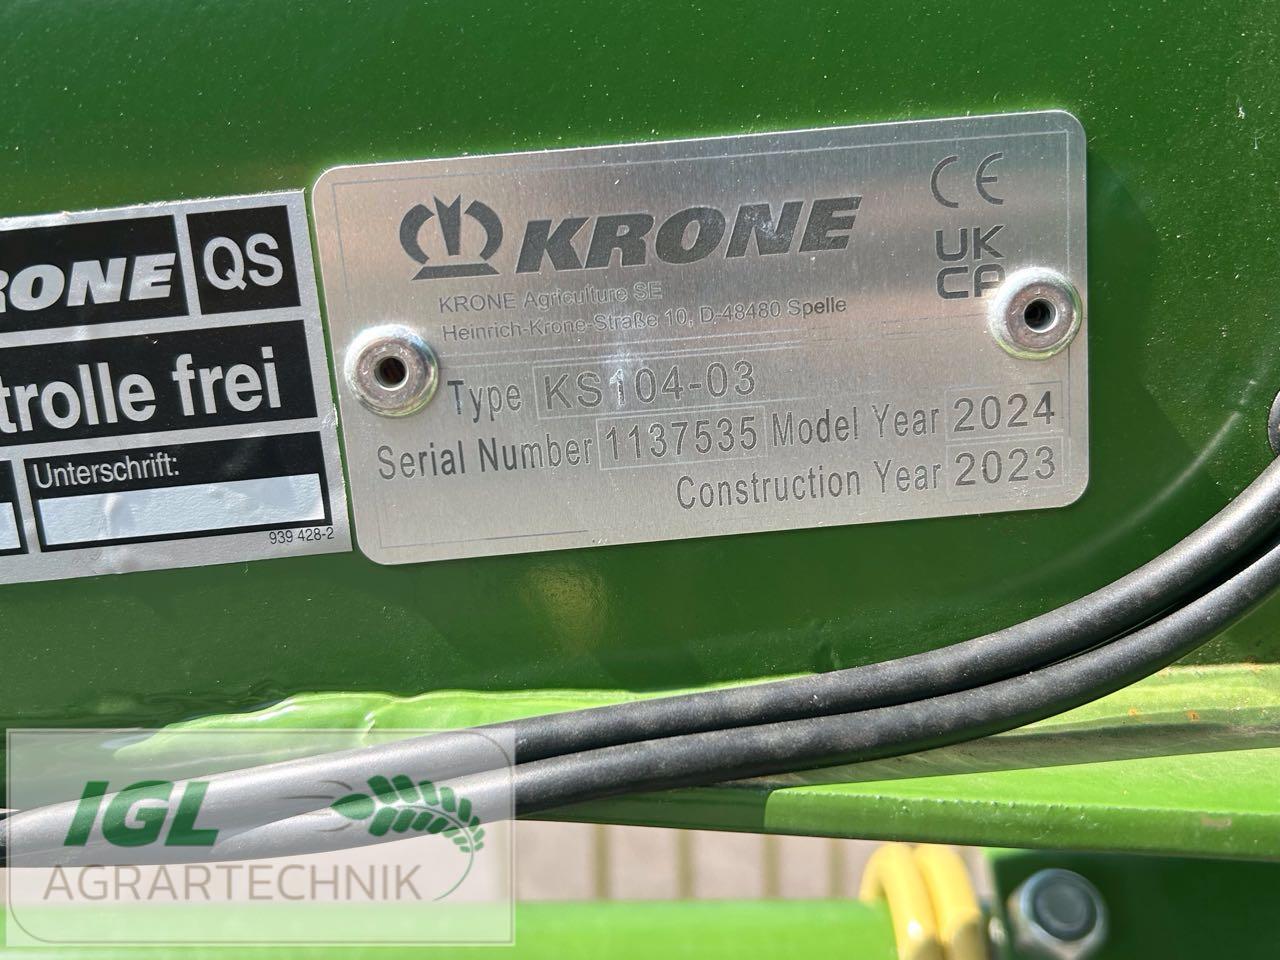 RONE QS
trolle frei
Unterschrift:
939 428-2
KRONE
CE
UK
CA
KRONE Agriculture SE
Heinrich-Krone-Straße 10, D-48480 Spelle
Type KS104-03
Serial Number 1137535 Model Year 2024
Construction Year 2023
IGL
AGRARTECHNIK